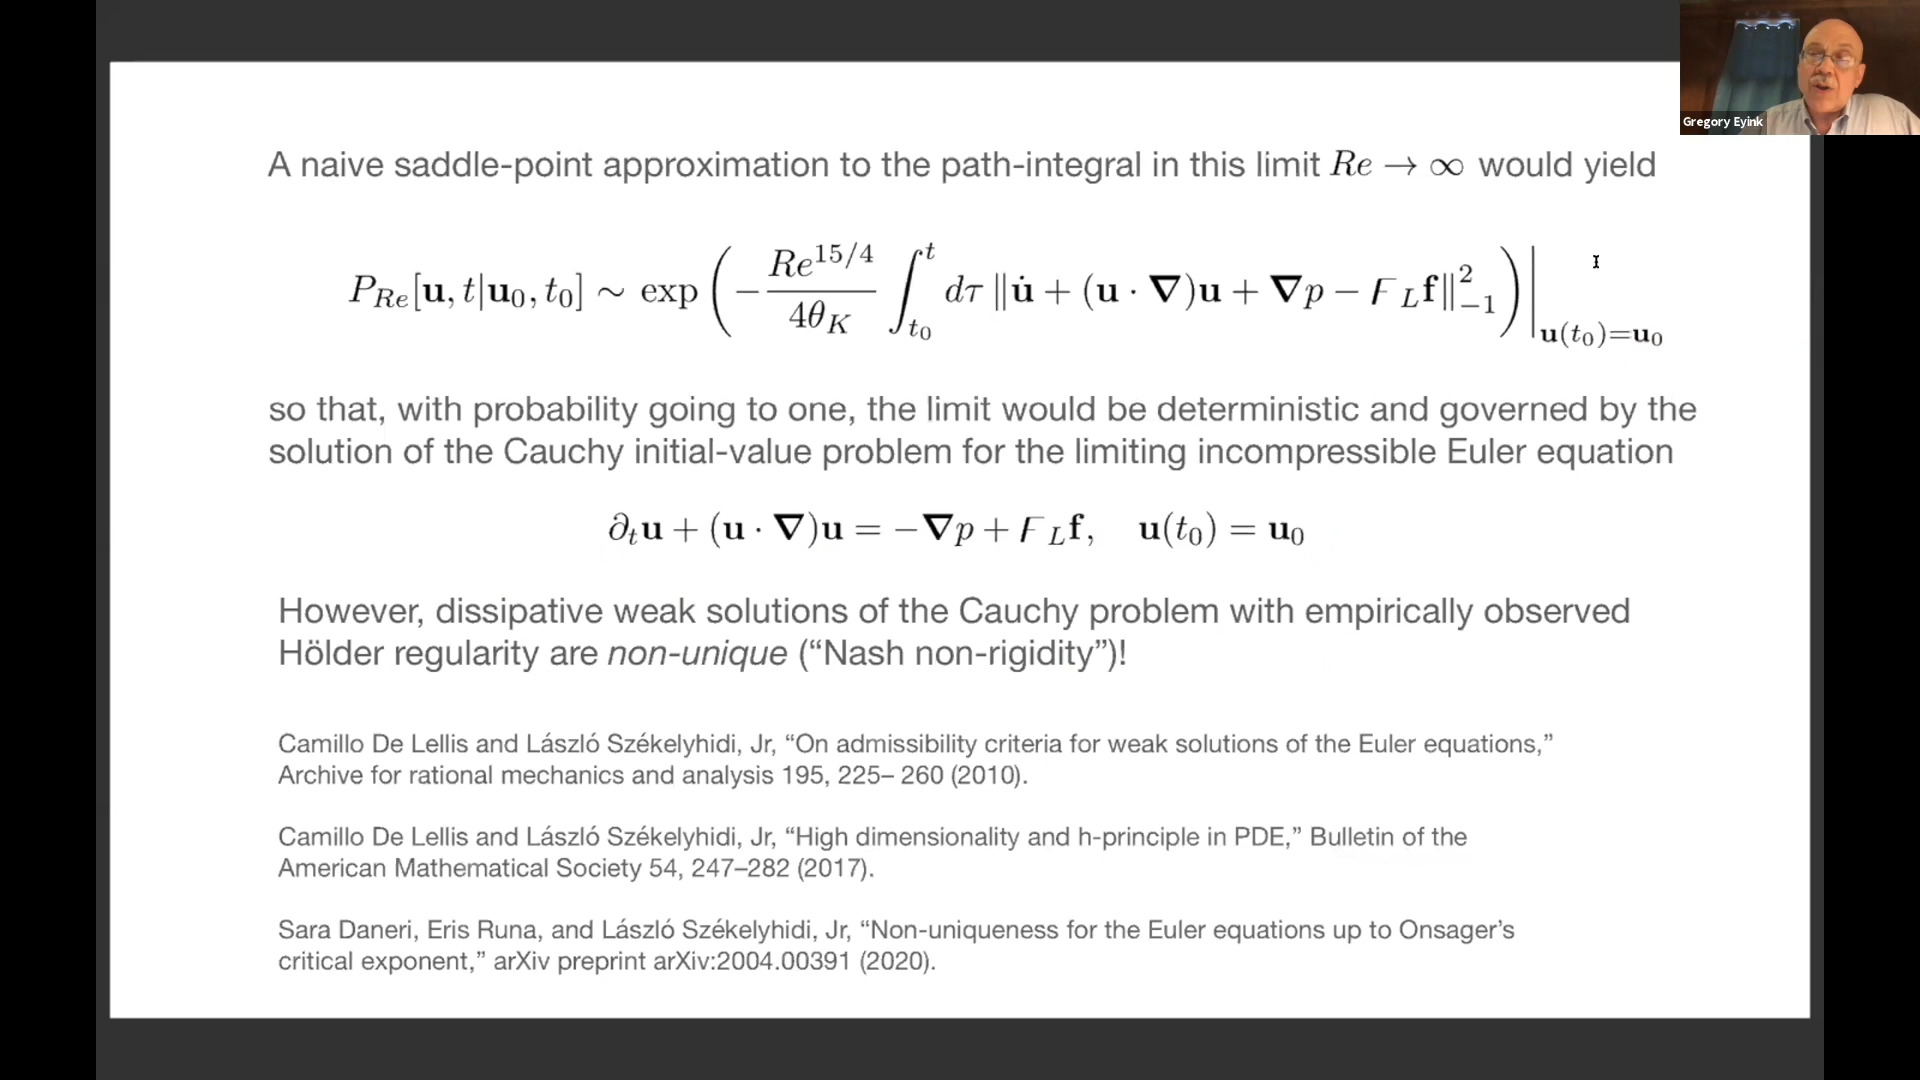 Gregory Eyink
A naive saddle-point approximation to the path-integral in this limit Re → ∞ would yield
P_{Re}[u, t|u_0, t_0] ∼ exp ( − \frac{Re^{15/4}}{4θ_K} ∫_{t_0}^{t} dτ ‖u̇ + (u · ∇)u + ∇p − F_L f‖^2_{−1} ) |_{u(t_0)=u_0}
so that, with probability going to one, the limit would be deterministic and governed by the
solution of the Cauchy initial-value problem for the limiting incompressible Euler equation
∂_t u + (u · ∇)u = −∇p + F_L f, u(t_0) = u_0
However, dissipative weak solutions of the Cauchy problem with empirically observed
Hölder regularity are non-unique (“Nash non-rigidity”)!
Camillo De Lellis and László Székelyhidi, Jr, “On admissibility criteria for weak solutions of the Euler equations,”
Archive for rational mechanics and analysis 195, 225– 260 (2010).
Camillo De Lellis and László Székelyhidi, Jr, “High dimensionality and h-principle in PDE,” Bulletin of the
American Mathematical Society 54, 247–282 (2017).
Sara Daneri, Eris Runa, and László Székelyhidi, Jr, “Non-uniqueness for the Euler equations up to Onsager’s
critical exponent,” arXiv preprint arXiv:2004.00391 (2020).